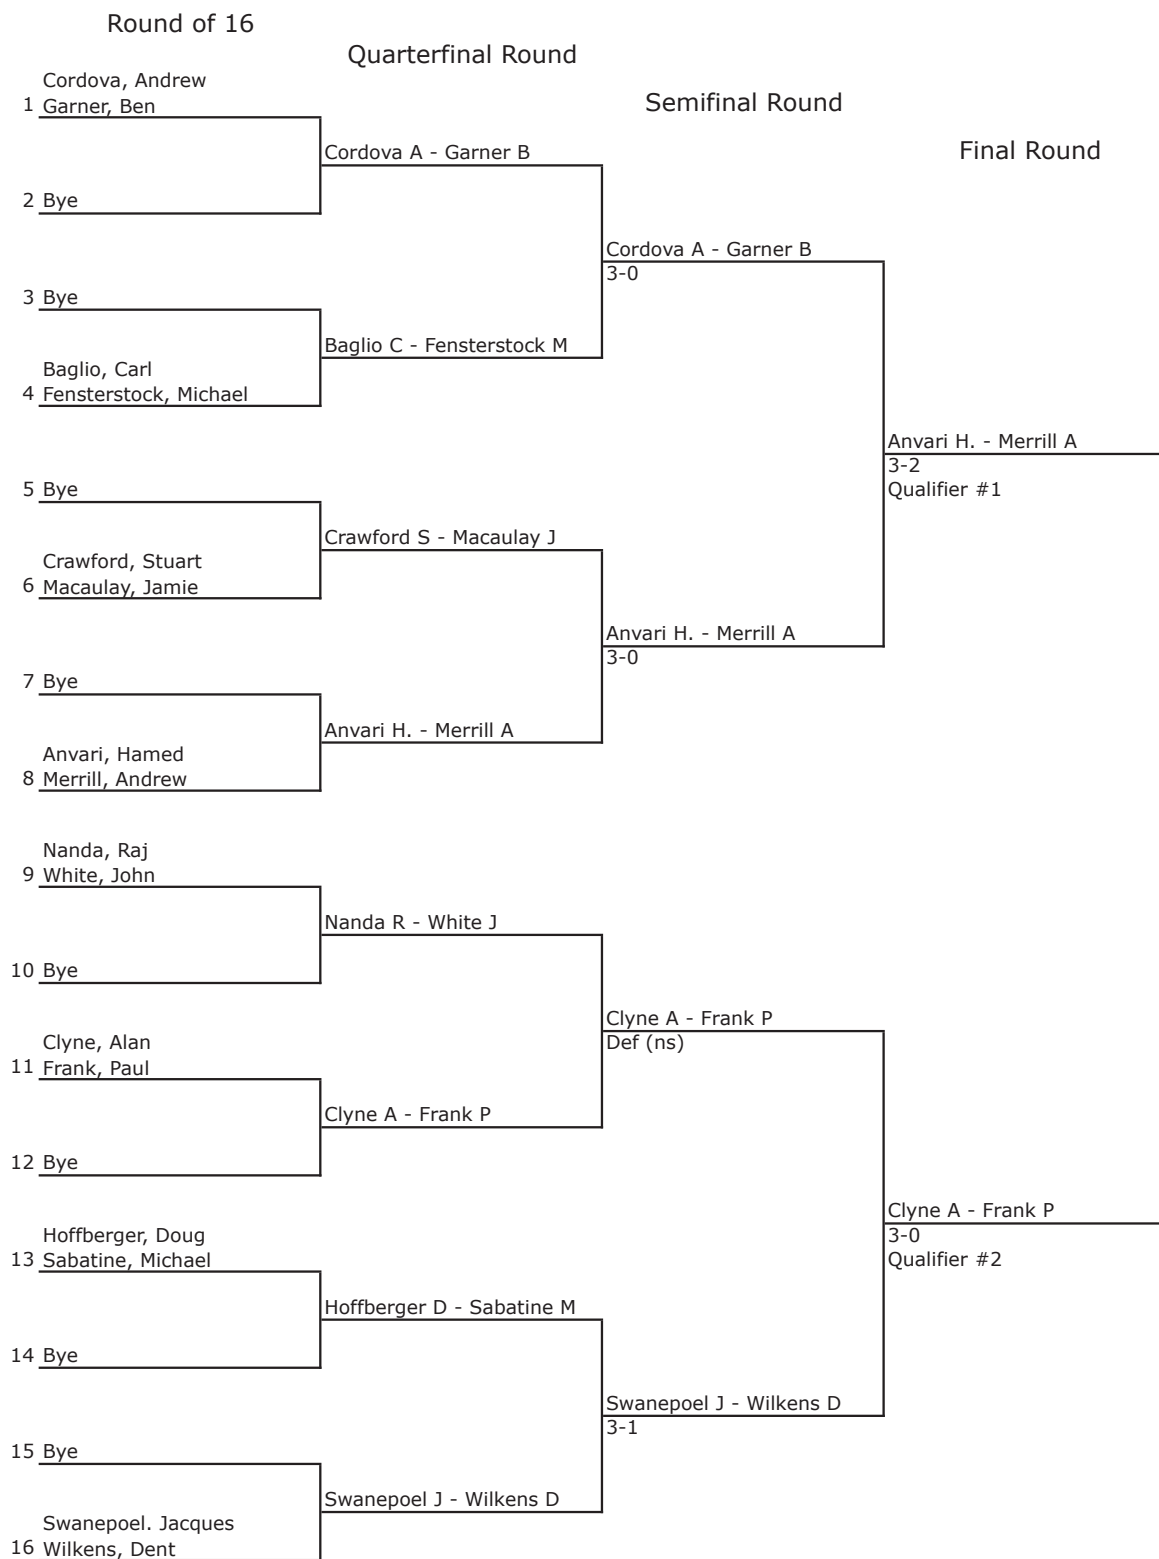 Round of 16
Quarterfinal Round
Semifinal Round
Final Round
Cordova, Andrew
1 Garner, Ben
Cordova A - Garner B
2 Bye
Cordova A - Garner B
3-0
3 Bye
Baglio C - Fensterstock M
Baglio, Carl
4 Fensterstock, Michael
Anvari H. - Merrill A
3-2
Qualifier #1
5 Bye
Crawford S - Macaulay J
Crawford, Stuart
6 Macaulay, Jamie
Anvari H. - Merrill A
3-0
7 Bye
Anvari H. - Merrill A
Anvari, Hamed
8 Merrill, Andrew
Nanda, Raj
9 White, John
Nanda R - White J
10 Bye
Clyne A - Frank P
Def (ns)
Clyne, Alan
11 Frank, Paul
Clyne A - Frank P
12 Bye
Clyne A - Frank P
3-0
Qualifier #2
Hoffberger, Doug
13 Sabatine, Michael
Hoffberger D - Sabatine M
14 Bye
Swanepoel J - Wilkens D
3-1
15 Bye
Swanepoel J - Wilkens D
Swanepoel. Jacques
16 Wilkens, Dent